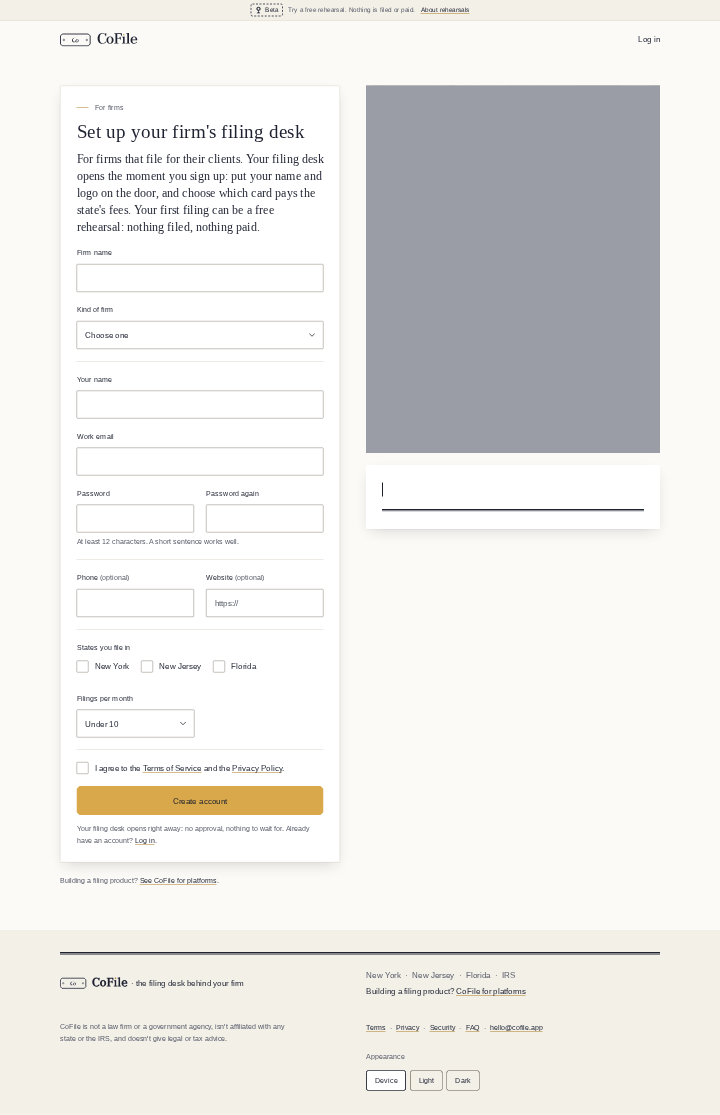 Beta Try a free rehearsal. Nothing is filed or paid. About rehearsals
Co CoFile
Log in
For firms
Set up your firm's filing desk
For firms that file for their clients. Your filing desk
opens the moment you sign up: put your name and
logo on the door, and choose which card pays the
state's fees. Your first filing can be a free
rehearsal: nothing filed, nothing paid.
Firm name
Kind of firm
Choose one
Your name
Work email
Password Password again
At least 12 characters. A short sentence works well.
Phone (optional) Website (optional)
https://
States you file in
New York New Jersey Florida
Filings per month
Under 10
I agree to the Terms of Service and the Privacy Policy.
Create account
Your filing desk opens right away: no approval, nothing to wait for. Already
have an account? Log in.
Building a filing product? See CoFile for platforms.
Co CoFile · the filing desk behind your firm
CoFile is not a law firm or a government agency, isn't affiliated with any
state or the IRS, and doesn't give legal or tax advice.
New York · New Jersey · Florida · IRS
Building a filing product? CoFile for platforms
Terms · Privacy · Security · FAQ · hello@cofile.app
Appearance
Device Light Dark